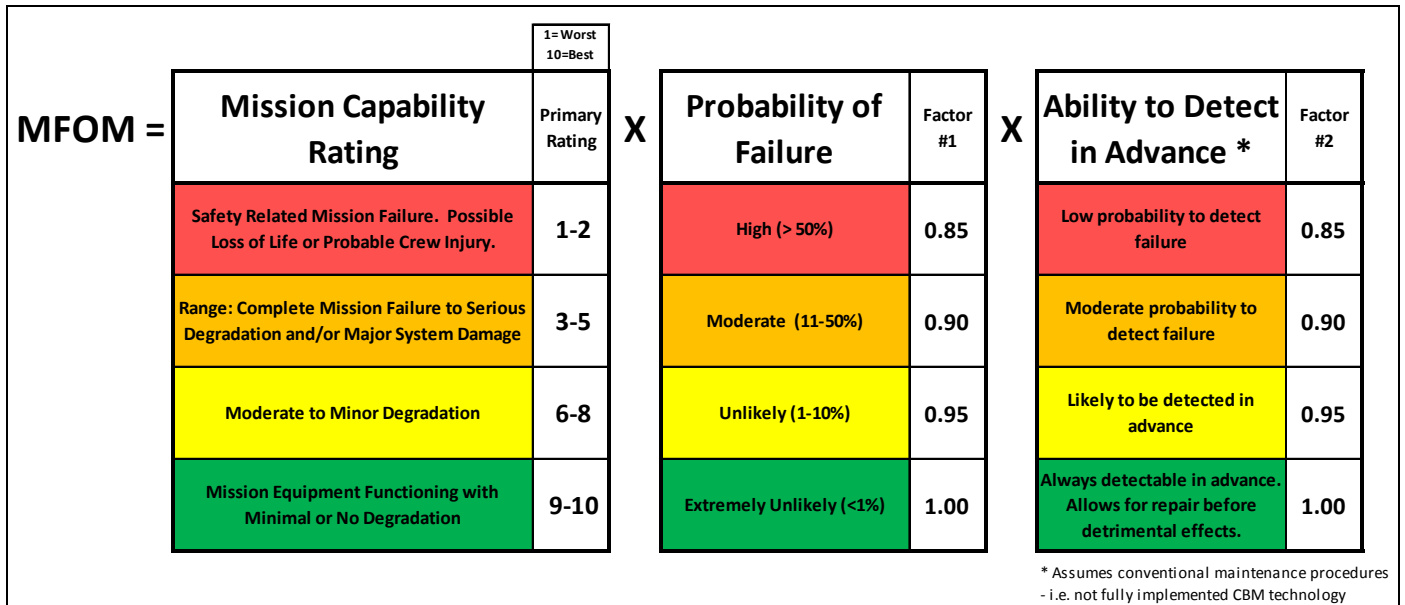 1= Worst
10=Best
MFOM =
Mission Capability
Rating
Primary
Rating
X
Probability of
Failure
Factor
#1
X
Ability to Detect
in Advance *
Factor
#2
Safety Related Mission Failure. Possible
Loss of Life or Probable Crew Injury.
1-2
High (> 50%)
0.85
Low probability to detect
failure
0.85
Range: Complete Mission Failure to Serious
Degradation and/or Major System Damage
3-5
Moderate (11-50%)
0.90
Moderate probability to
detect failure
0.90
Moderate to Minor Degradation
6-8
Unlikely (1-10%)
0.95
Likely to be detected in
advance
0.95
Mission Equipment Functioning with
Minimal or No Degradation
9-10
Extremely Unlikely (<1%)
1.00
Always detectable in advance.
Allows for repair before
detrimental effects.
1.00
* Assumes conventional maintenance procedures
- i.e. not fully implemented CBM technology